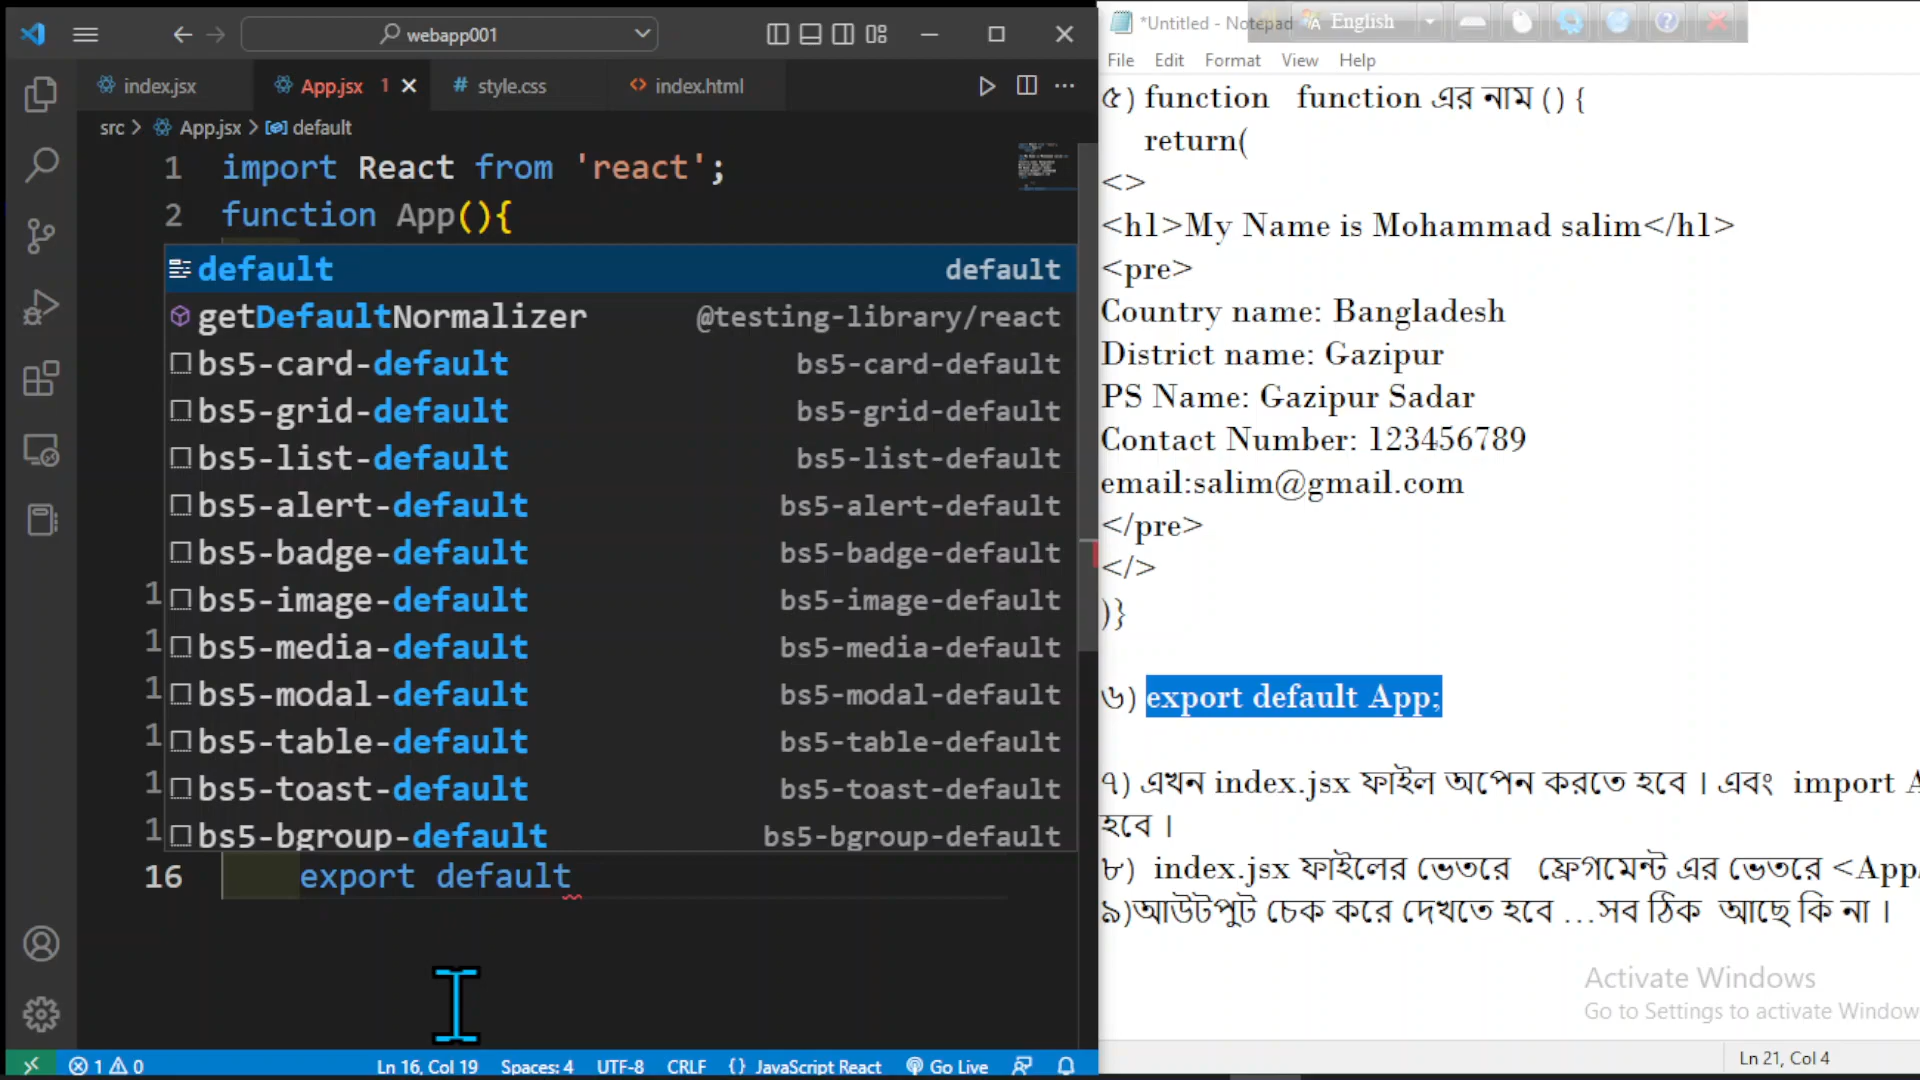 webapp001
index.jsx
App.jsx 1
# style.css
<> index.html
src > App.jsx > default
1 import React from 'react';
2 function App(){
default default
getDefaultNormalizer @testing-library/react
bs5-card-default bs5-card-default
bs5-grid-default bs5-grid-default
bs5-list-default bs5-list-default
bs5-alert-default bs5-alert-default
bs5-badge-default bs5-badge-default
1 bs5-image-default bs5-image-default
1 bs5-media-default bs5-media-default
1 bs5-modal-default bs5-modal-default
1 bs5-table-default bs5-table-default
1 bs5-toast-default bs5-toast-default
1 bs5-bgroup-default bs5-bgroup-default
16 export default
1 0 Ln 16, Col 19 Spaces: 4 UTF-8 CRLF {} JavaScript React Go Live
*Untitled - Notepad English
File Edit Format View Help
৫) function function এর নাম () {
return(
<>
<h1>My Name is Mohammad salim</h1>
<pre>
Country name: Bangladesh
District name: Gazipur
PS Name: Gazipur Sadar
Contact Number: 123456789
email:salim@gmail.com
</pre>
</>
)}
৬) export default App;
৭) এখন index.jsx ফাইল অপেন করতে হবে । এবং import A
হবে ।
৮) index.jsx ফাইলের ভেতরে ফ্রেগমেন্ট এর ভেতরে <App
৯)আউটপুট চেক করে দেখতে হবে ...সব ঠিক আছে কি না ।
Activate Windows
Go to Settings to activate Window
Ln 21, Col 4